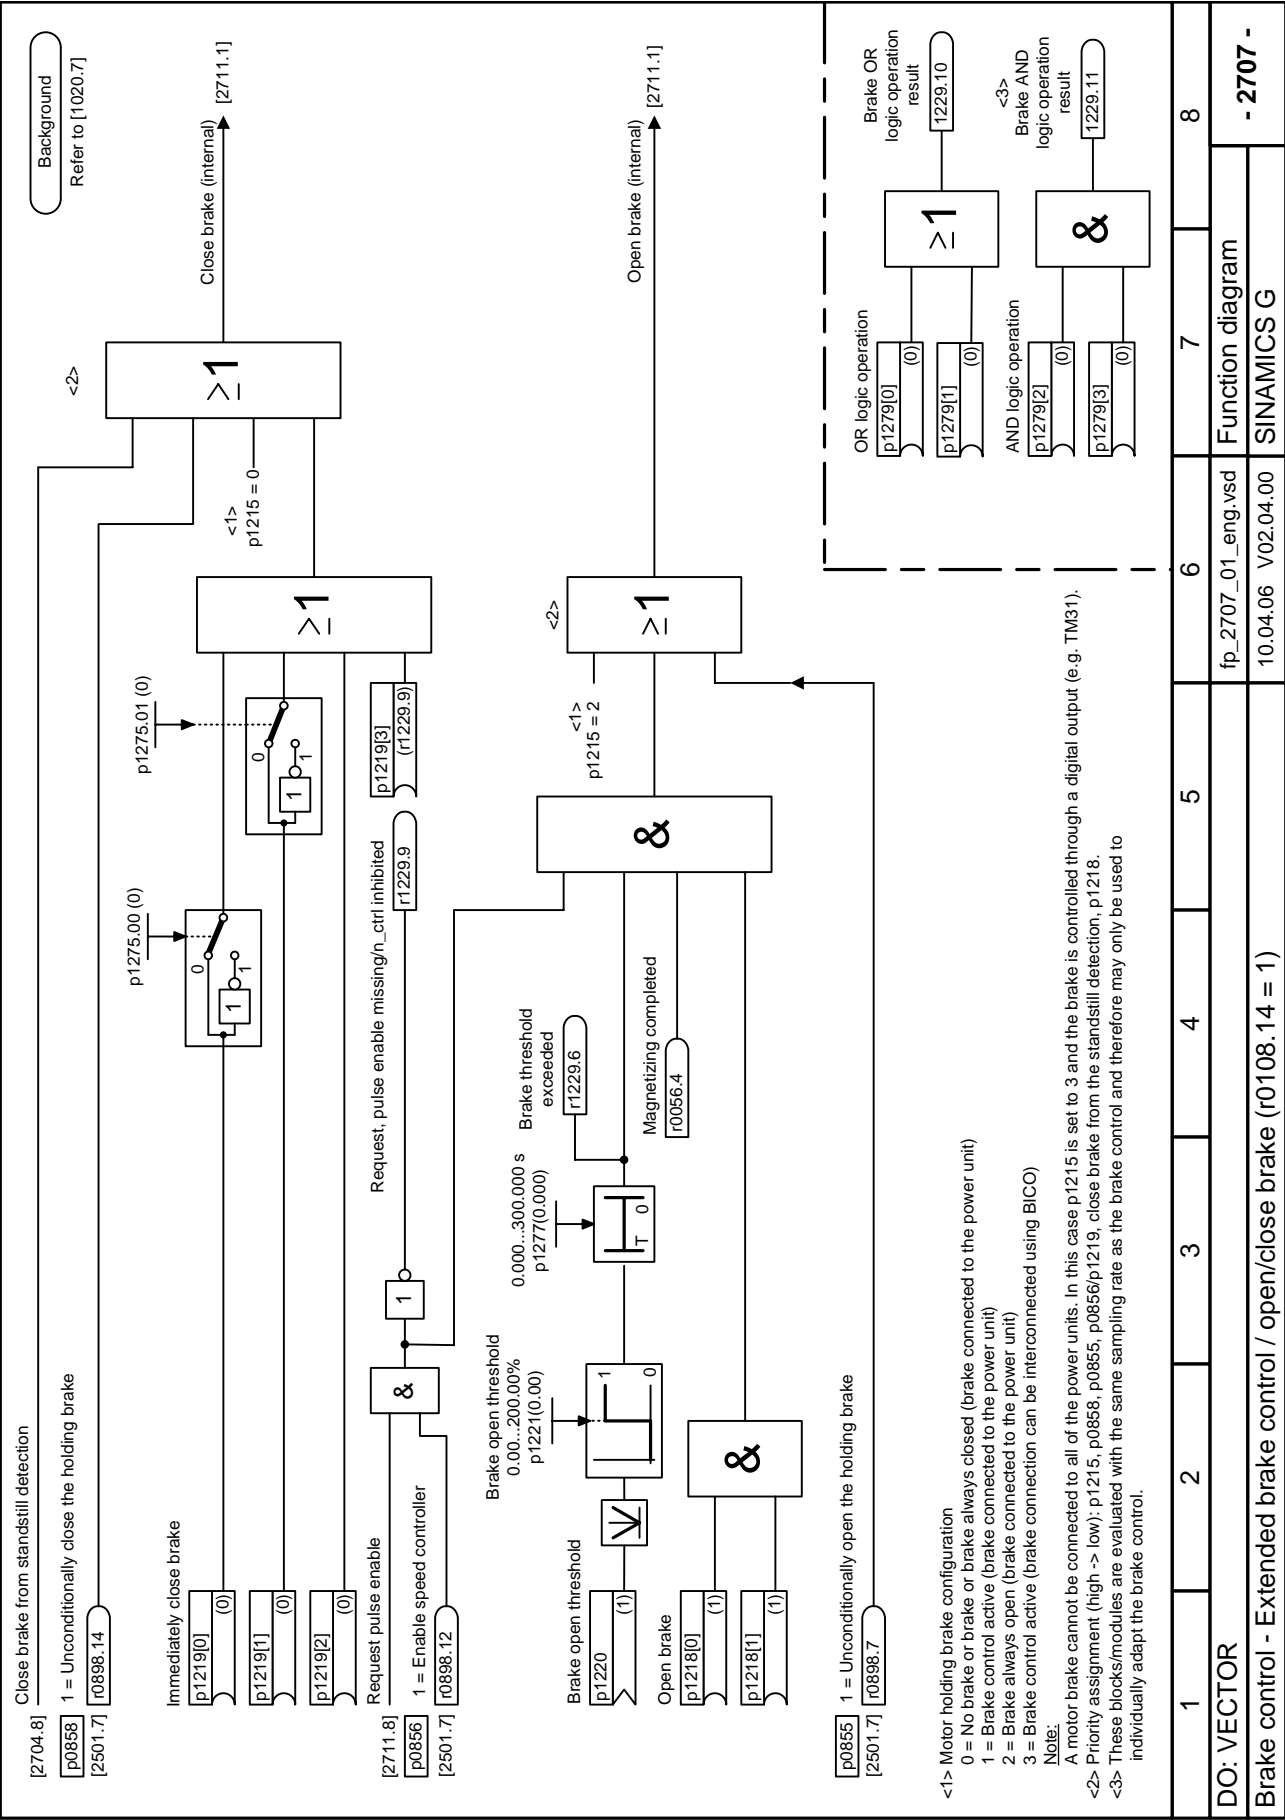 Background
Refer to [1020.7]
[2704.8]
Close brake from standstill detection
p0858
1 = Unconditionally close the holding brake
[2501.7]
r0898.14
<2>
≥1
Close brake (internal)
[2711.1]
<1>
p1215 = 0
Immediately close brake
p1219[0]
(0)
p1275.00 (0)
0
1
1
p1219[1]
(0)
p1275.01 (0)
0
1
1
p1219[2]
(0)
≥1
p1219[3]
(r1229.9)
Request pulse enable
[2711.8]
p0856
1 = Enable speed controller
[2501.7]
r0898.12
&
1
Request, pulse enable missing/n_ctrl inhibited
r1229.9
Brake open threshold
0.00...200.00%
p1221(0.00)
1
0
0.000...300.000 s
p1277(0.000)
T
0
Brake threshold
exceeded
r1229.6
Magnetizing completed
r0056.4
Brake open threshold
p1220
(1)
Open brake
p1218[0]
(1)
p1218[1]
(1)
&
&
<1>
p1215 = 2
<2>
≥1
Open brake (internal)
[2711.1]
p0855
1 = Unconditionally open the holding brake
[2501.7]
r0898.7
OR logic operation
p1279[0]
(0)
p1279[1]
(0)
≥1
Brake OR
logic operation
result
1229.10
AND logic operation
p1279[2]
(0)
p1279[3]
(0)
&
<3>
Brake AND
logic operation
result
1229.11
<1> Motor holding brake configuration
0 = No brake or brake or brake always closed (brake connected to the power unit)
1 = Brake control active (brake connected to the power unit)
2 = Brake always open (brake connected to the power unit)
3 = Brake control active (brake connection can be interconnected using BICO)
Note:
A motor brake cannot be connected to all of the power units. In this case p1215 is set to 3 and the brake is controlled through a digital output (e.g. TM31).
<2> Priority assignment (high -> low): p1215, p0858, p0855, p0856/p1219, close brake from the standstill detection, p1218.
<3> These blocks/modules are evaluated with the same sampling rate as the brake control and therefore may only be used to
individually adapt the brake control.
1 2 3 4 5 6 7 8
DO: VECTOR
fp_2707_01_eng.vsd
Function diagram
- 2707 -
Brake control - Extended brake control / open/close brake (r0108.14 = 1)
10.04.06 V02.04.00
SINAMICS G